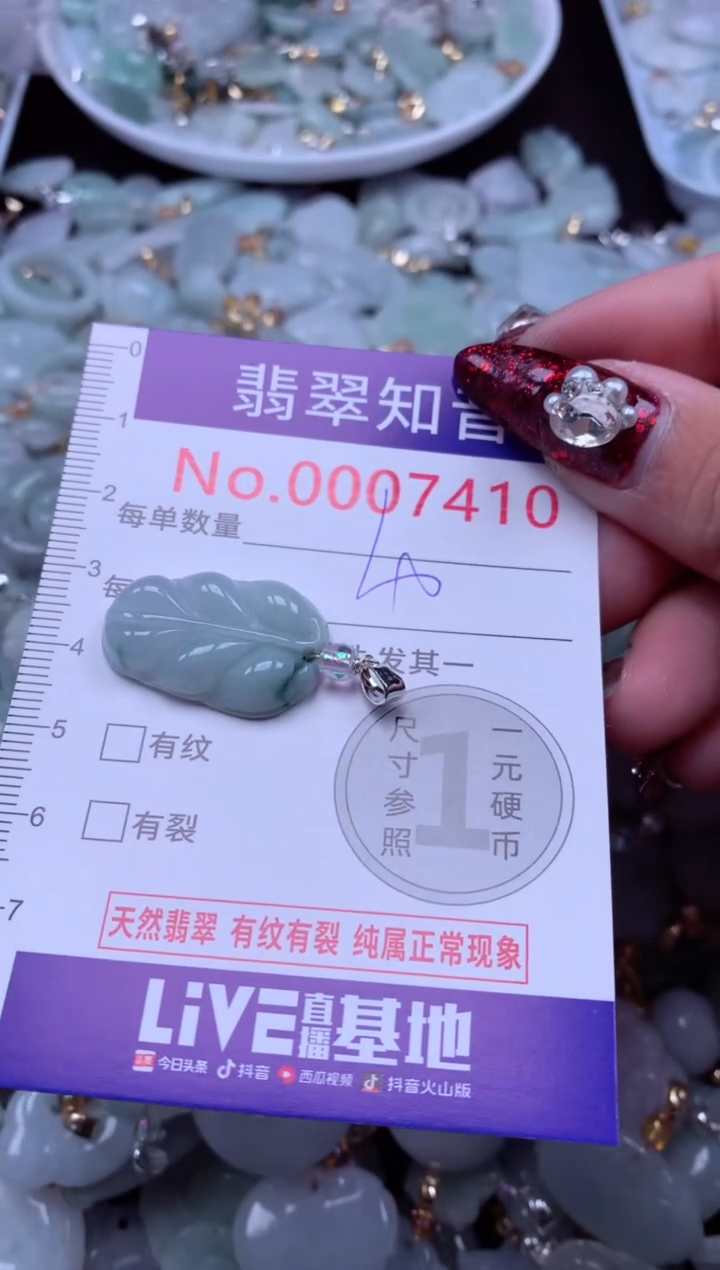 0
翡翠知音
1
No.0007410
2
每单数量
3
每
4
发其一
尺寸参照
1
一元硬币
5
□有纹
6
□有裂
7
天然翡翠 有纹有裂 纯属正常现象
LiVE直播基地
今日头条 抖音 西瓜视频 抖音火山版